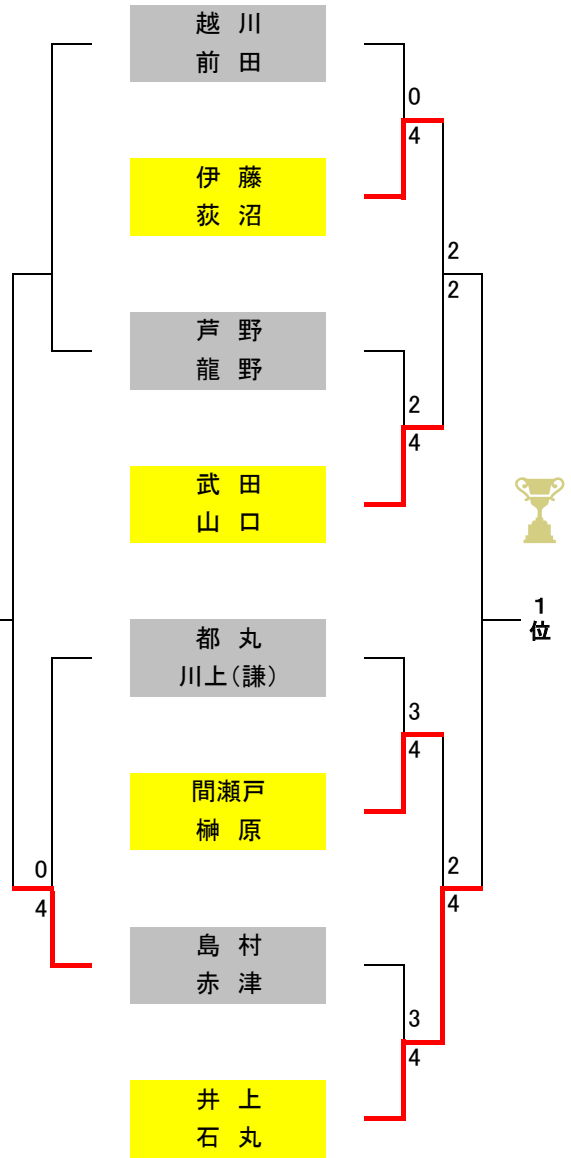 越 川
前 田
0
4
伊 藤
荻 沼
2
2
芦 野
龍 野
2
4
武 田
山 口
1
位
都 丸
川上(謙)
3
4
間瀬戸
榊 原
0
4
2
4
島 村
赤 津
3
4
井 上
石 丸